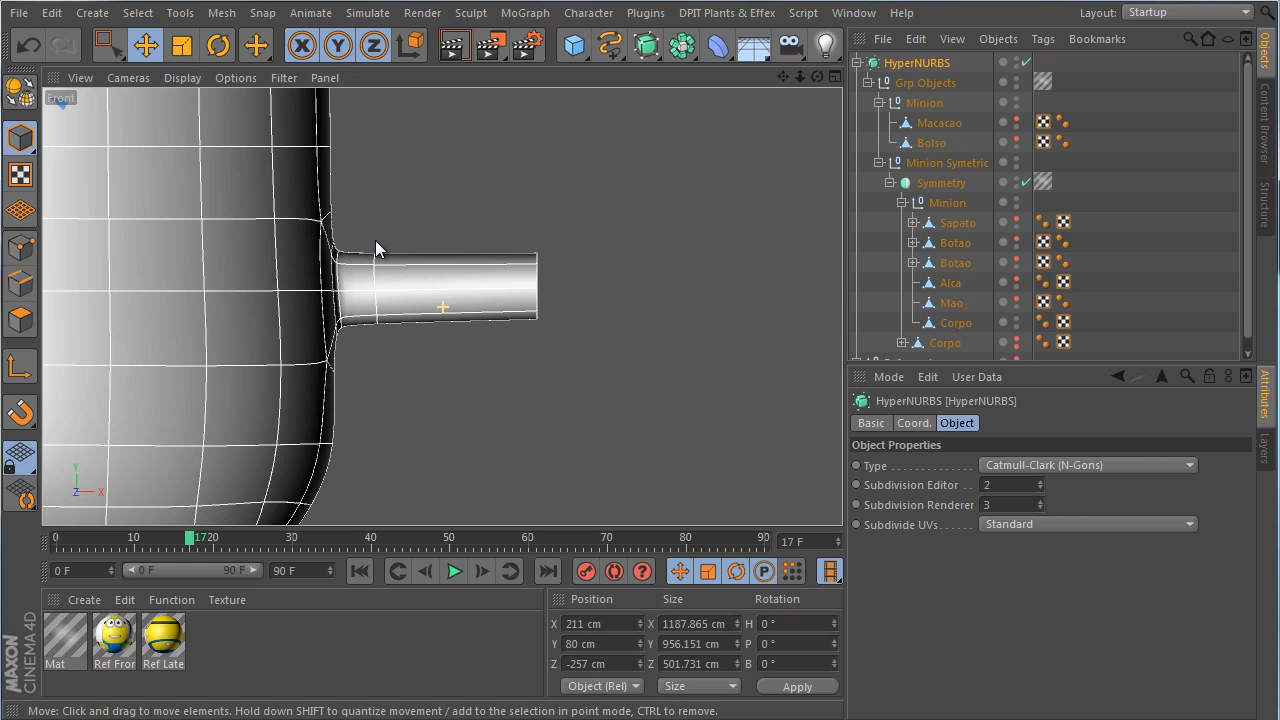 File Edit Create Select Tools Mesh Snap Animate Simulate Render Sculpt MoGraph Character Plugins DPIT Plants & Effex Script Window Help Layout: Startup
File Edit View Objects Tags Bookmarks
View Cameras Display Options Filter Panel
Front
HyperNURBS
Grp Objects
Minion
Macacao
Bolso
Minion Symetric
Symmetry
Minion
Sapato
Botao
Botao
Alca
Mao
Corpo
Corpo
Objects
Content Browser
Structure
Mode Edit User Data
HyperNURBS [HyperNURBS]
Basic Coord. Object
Object Properties
Type Catmull-Clark (N-Gons)
Subdivision Editor 2
Subdivision Renderer 3
Subdivide UVs Standard
Attributes
Layers
Y
Z X
0 10 1720 30 40 50 60 70 80 90 17 F
0 F 0 F 90 F 90 F
Create Edit Function Texture
Mat Ref Fror Ref Late
Position Size Rotation
X 211 cm X 1187.865 cm H 0 °
Y 80 cm Y 956.151 cm P 0 °
Z -257 cm Z 501.731 cm B 0 °
Object (Rel) Size Apply
MAXON
CINEMA 4D
Move: Click and drag to move elements. Hold down SHIFT to quantize movement / add to the selection in point mode, CTRL to remove.